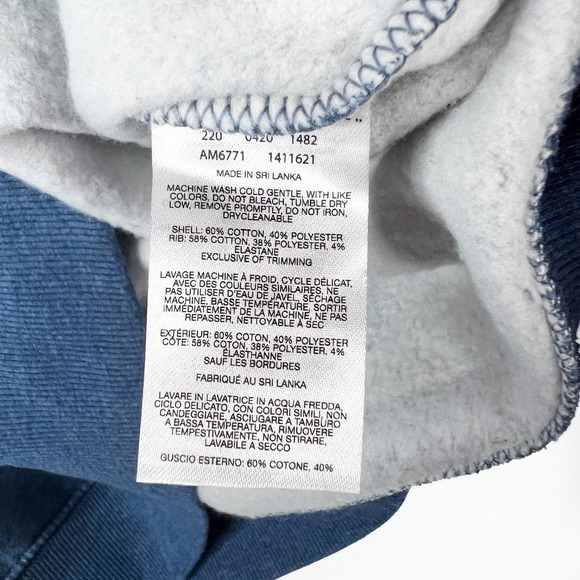 220 0420 1482
AM6771 1411621
MADE IN SRI LANKA
MACHINE WASH COLD GENTLE, WITH LIKE
COLORS, DO NOT BLEACH, TUMBLE DRY
LOW, REMOVE PROMPTLY, DO NOT IRON,
DRYCLEANABLE
SHELL: 60% COTTON, 40% POLYESTER
RIB: 58% COTTON, 38% POLYESTER, 4%
ELASTANE
EXCLUSIVE OF TRIMMING
LAVAGE MACHINE À FROID, CYCLE DÉLICAT,
AVEC DES COULEURS SIMILAIRES, NE
PAS UTILISER D'EAU DE JAVEL, SÉCHAGE
MACHINE, BASSE TEMPÉRATURE, SORTIR
IMMÉDIATEMENT DE LA MACHINE, NE PAS
REPASSER, NETTOYABLE À SEC
EXTÉRIEUR: 60% COTON, 40% POLYESTER
CÔTE: 58% COTON, 38% POLYESTER, 4%
ÉLASTHANNE
SAUF LES BORDURES
FABRIQUÉ AU SRI LANKA
LAVARE IN LAVATRICE IN ACQUA FREDDA,
CICLO DELICATO, CON COLORI SIMILI, NON
CANDEGGIARE, ASCIUGARE A TAMBURO
A BASSA TEMPERATURA, RIMUOVERE
TEMPESTIVAMENTE, NON STIRARE,
LAVABILE A SECCO
GUSCIO ESTERNO: 60% COTONE, 40%